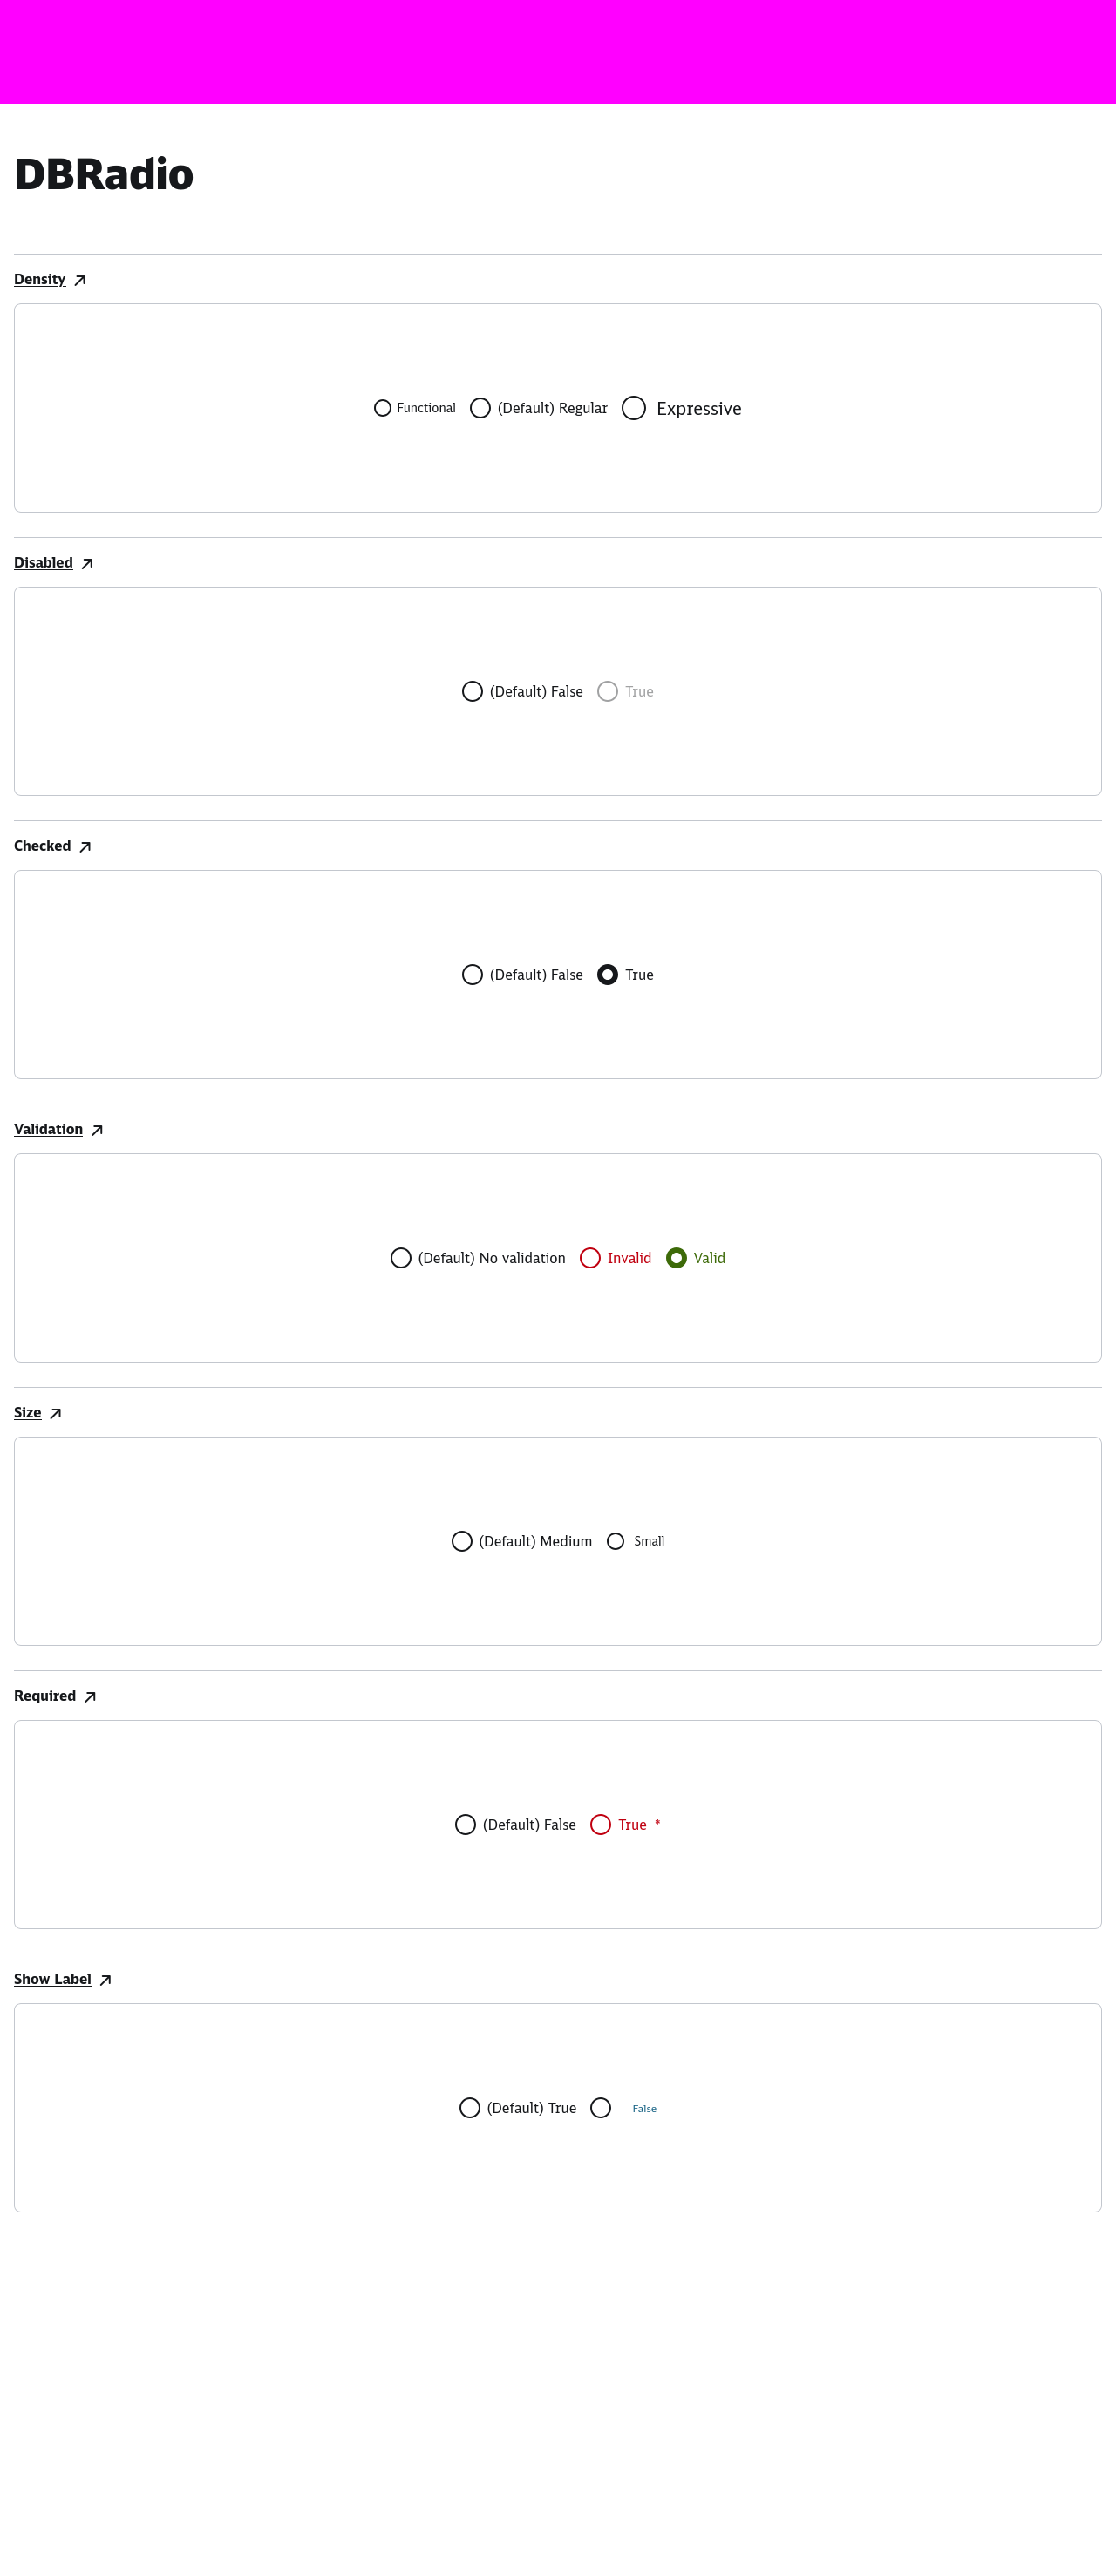 DBRadio
Density
Functional (Default) Regular Expressive
Disabled
(Default) False True
Checked
(Default) False True
Validation
(Default) No validation Invalid Valid
Size
(Default) Medium Small
Required
(Default) False True *
Show Label
(Default) True False